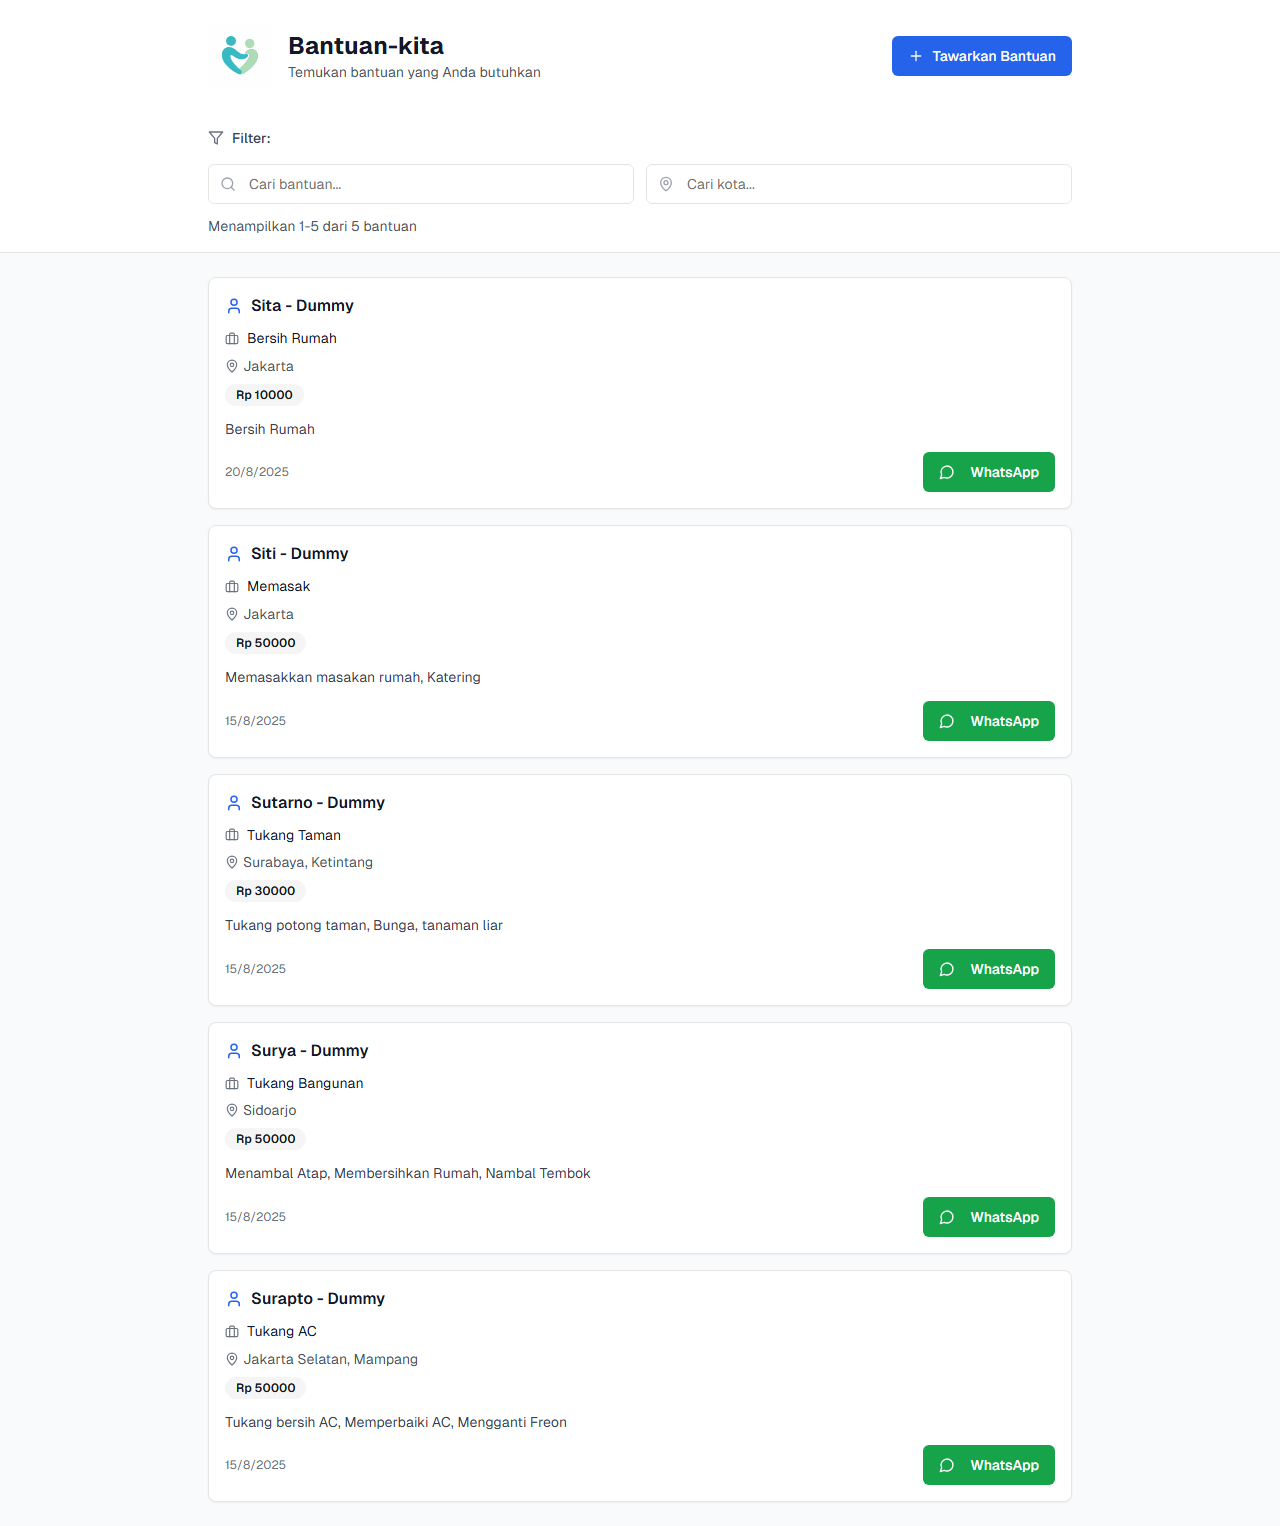 Bantuan-kita
Temukan bantuan yang Anda butuhkan
Tawarkan Bantuan
Filter:
Cari bantuan...
Cari kota...
Menampilkan 1-5 dari 5 bantuan
Sita - Dummy
Bersih Rumah
Jakarta
Rp 10000
Bersih Rumah
20/8/2025
WhatsApp
Siti - Dummy
Memasak
Jakarta
Rp 50000
Memasakkan masakan rumah, Katering
15/8/2025
WhatsApp
Sutarno - Dummy
Tukang Taman
Surabaya, Ketintang
Rp 30000
Tukang potong taman, Bunga, tanaman liar
15/8/2025
WhatsApp
Surya - Dummy
Tukang Bangunan
Sidoarjo
Rp 50000
Menambal Atap, Membersihkan Rumah, Nambal Tembok
15/8/2025
WhatsApp
Surapto - Dummy
Tukang AC
Jakarta Selatan, Mampang
Rp 50000
Tukang bersih AC, Memperbaiki AC, Mengganti Freon
15/8/2025
WhatsApp